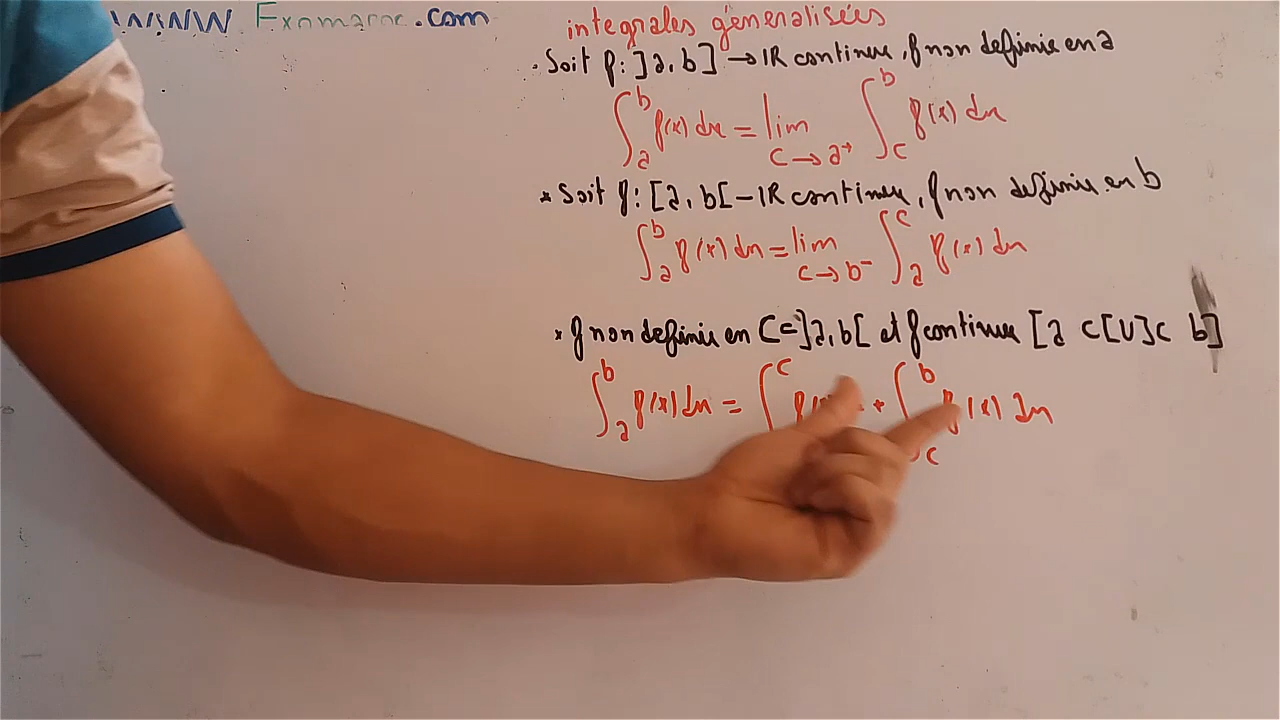 WWW Exomaroc.com
integrales géneralisées
. Soit f: ]a, b] → IR continue, f non definie en a
∫_a^b f(x) dx = lim_{c→a+} ∫_c^b f(x) dx
* Soit f: [a, b[ – IR continue, f non definie en b
∫_a^b f(x) dx = lim_{c→b-} ∫_a^c f(x) dx
* f non definie en C=]a,b[ et f continue [a c[U]c b]
∫_a^b f(x) dx = ∫^c + ∫_c^b f(x) dx